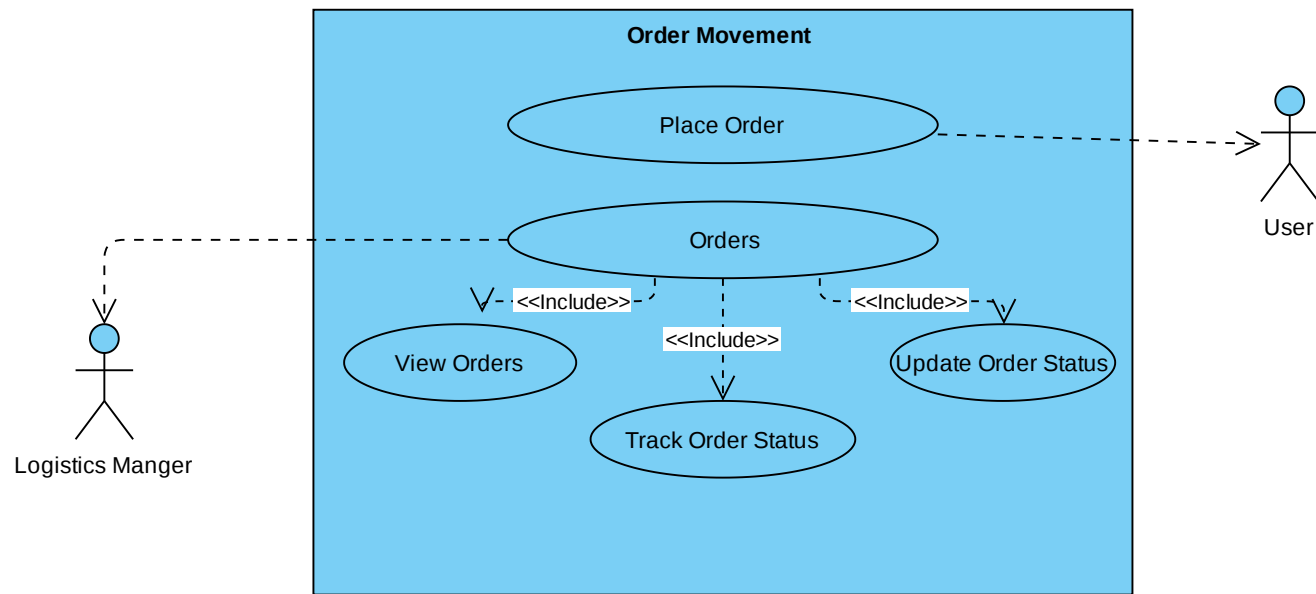 Order Movement
Place Order
User
Orders
<<Include>>
<<Include>>
<<Include>>
View Orders
Update Order Status
Track Order Status
Logistics Manger